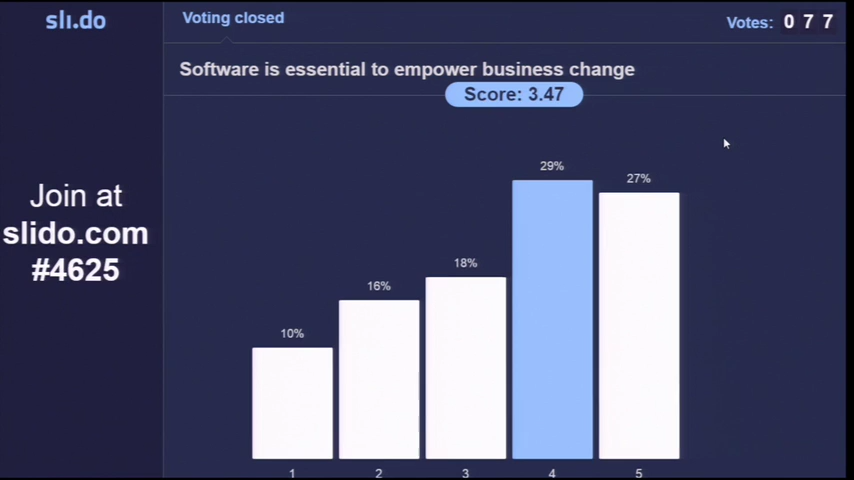 sli.do
Voting closed
Votes: 0 7 7
Software is essential to empower business change
Score: 3.47
Join at
slido.com
#4625
29%
27%
18%
16%
10%
1 2 3 4 5